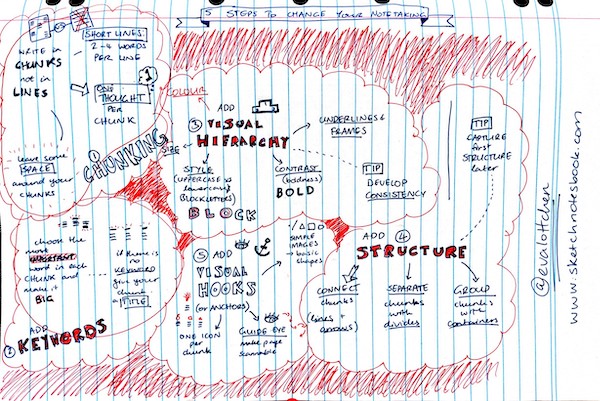 5 STEPS TO CHANGE YOUR NOTETAKING
WRITE in
CHUNKS
not in
LINES
SHORT LINES:
2-4 WORDS
PER LINE
ONE
THOUGHT
PER
CHUNK
1
leave some
SPACE
around your
CHUNKS
① CHUNKING
choose the
most
IMPORTANT
word in each
CHUNK and
make it
BIG
if there is
no KEYWORD
give your
chunk
a TITLE
② ADD
KEYWORDS
③ ADD
VISUAL
HIERARCHY
COLOUR
SIZE
STYLE
(UPPERCASE vs
lowercase
BLOCKLETTERS)
BLOCK
CONTRAST
(boldness)
BOLD
UNDERLINES &
FRAMES
TIP
DEVELOP
CONSISTENCY
ADD ④
STRUCTURE
CONNECT
chunks
(lines +
arrows)
SEPARATE
chunks
with
divides
GROUP
chunks
with
containers
TIP
CAPTURE
first
STRUCTURE
later
⑤ ADD
VISUAL
HOOKS
(or ANCHORS)
SIMPLE
IMAGES
→ basic
shapes
ONE ICON
per
chunk
GUIDE EYE
make page
scannable
@evalottchen
www.sketchnotesbook.com